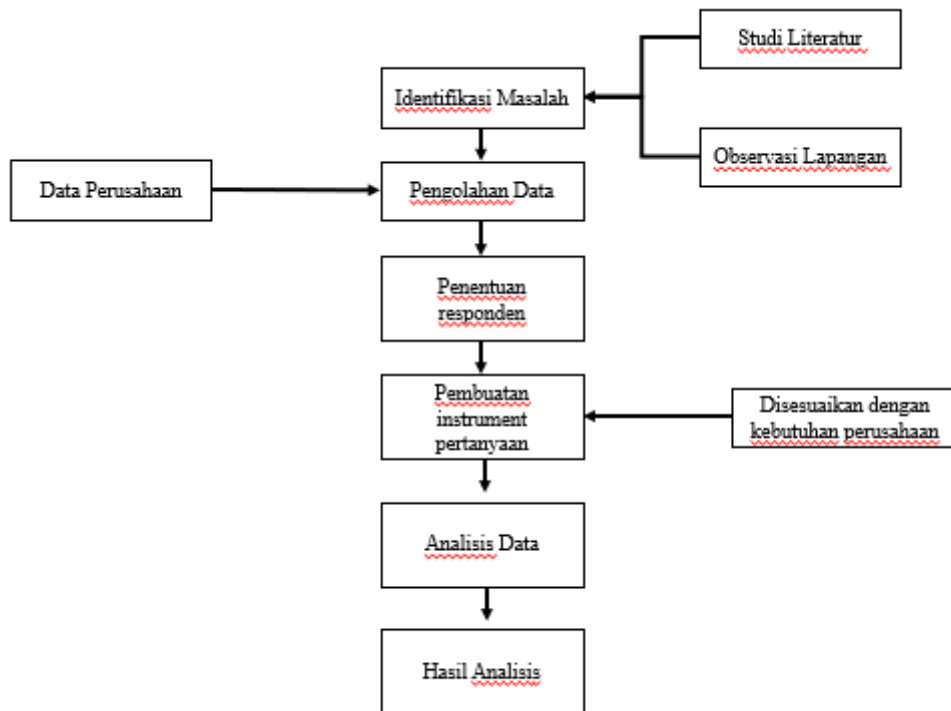 Studi Literatur
Identifikasi Masalah
Observasi Lapangan
Data Perusahaan
Pengolahan Data
Penentuan
responden
Pembuatan
instrument
pertanyaan
Disesuaikan dengan
kebutuhan perusahaan
Analisis Data
Hasil Analisis